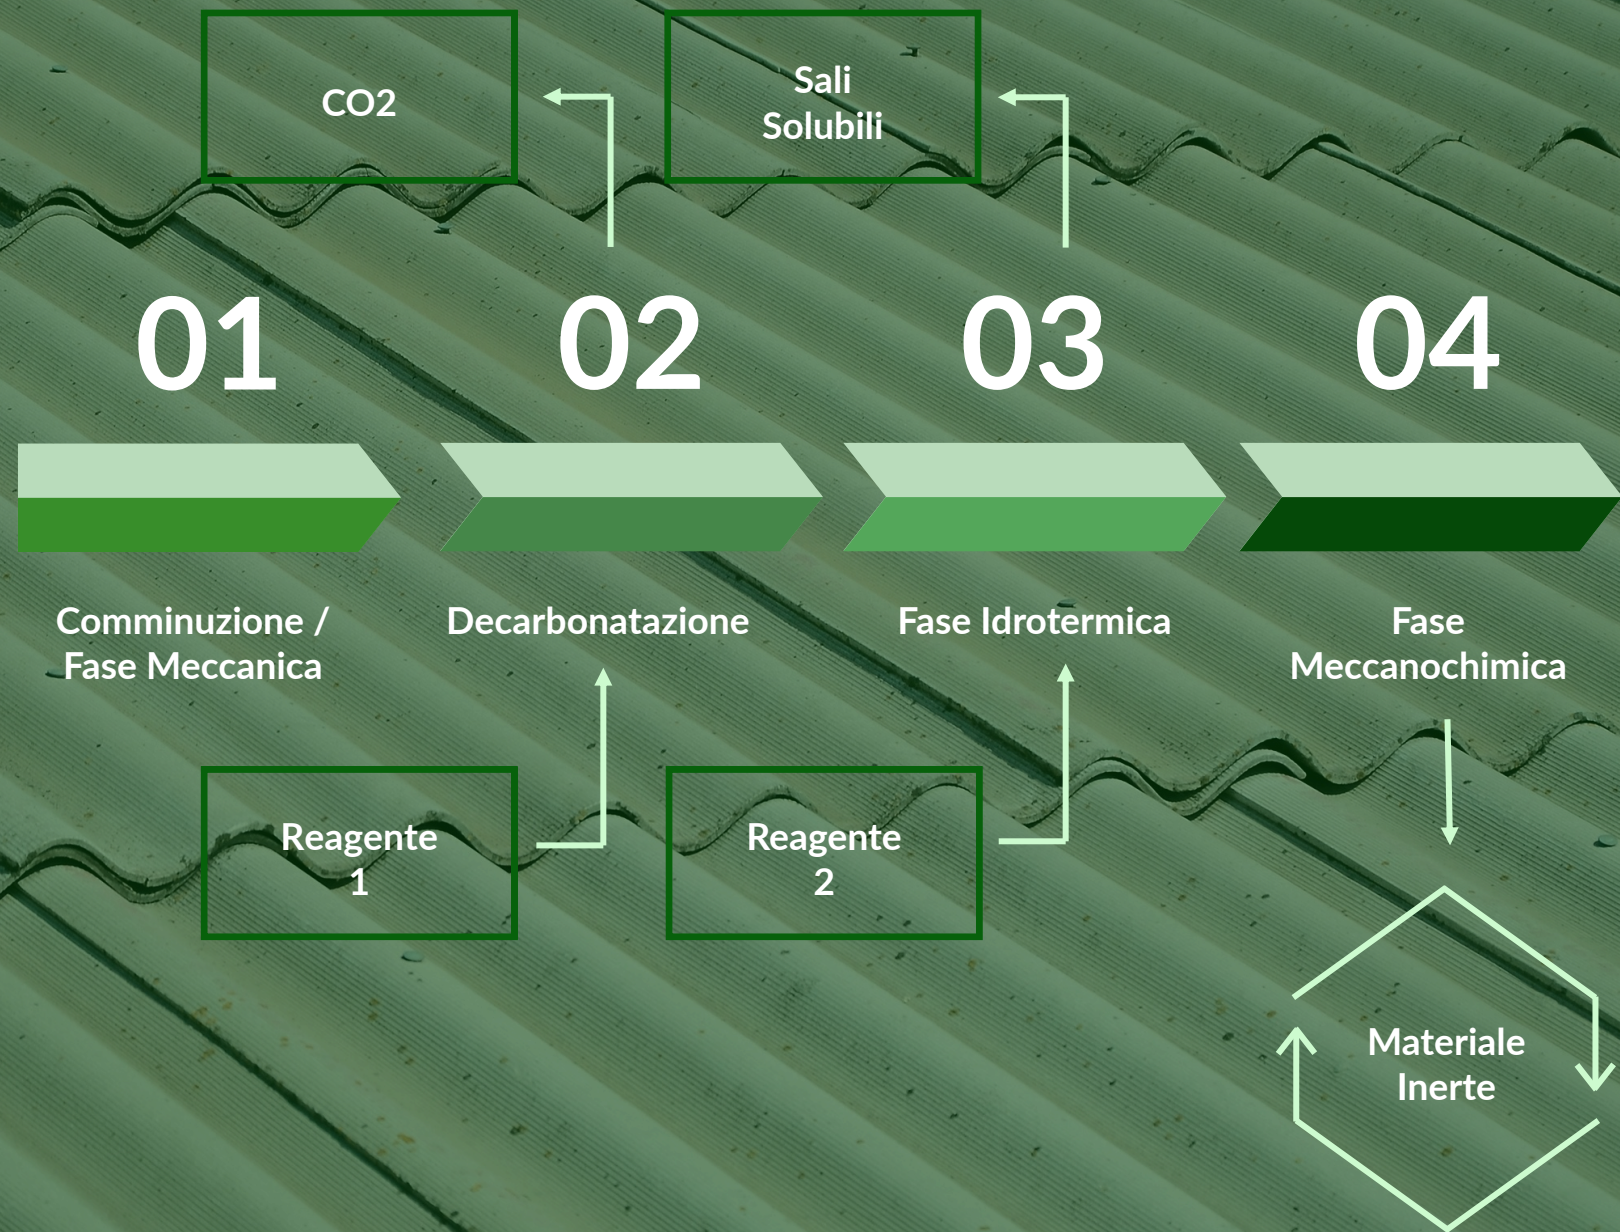 CO2
Sali
Solubili
01
02
03
04
Comminuzione /
Fase Meccanica
Decarbonatazione
Fase Idrotermica
Fase
Meccanochimica
Reagente
1
Reagente
2
Materiale
Inerte